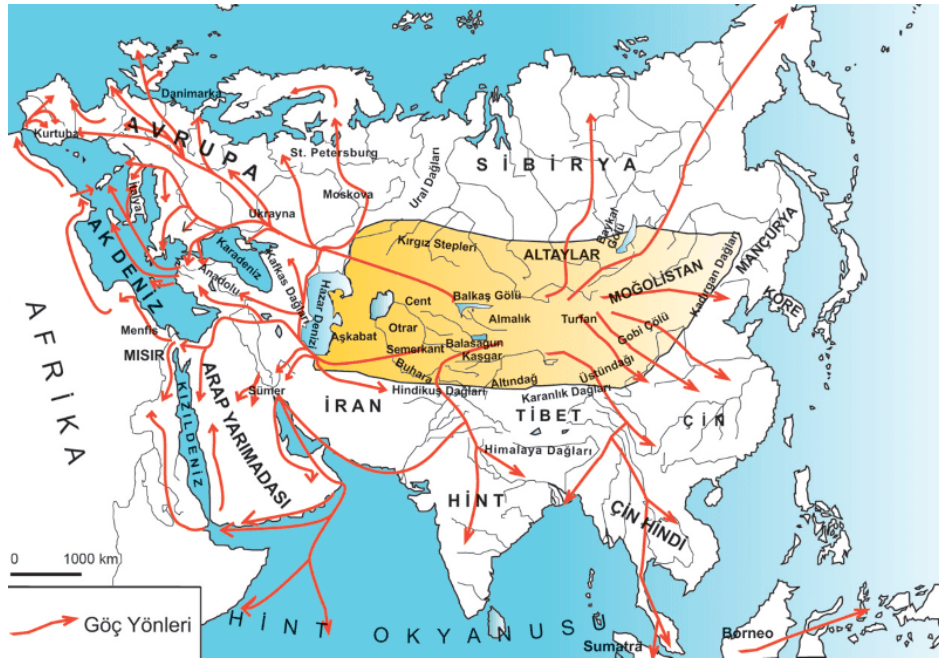 Danimarka
Kurtuba
AVRUPA
St. Petersburg
SİBİRYA
İtalya
Moskova
Ural Dağları
Ukrayna
Baykal Gölü
MANÇURYA
AK DENİZ
Karadeniz
Kafkas Dağları
Kırgız Stepleri
ALTAYLAR
MOĞOLİSTAN
Kadırgan Dağları
Anadolu
Hazar Denizi
Cent
Balkaş Gölü
KORE
AFRİKA
Menfis
Aşkabat
Otrar
Almalık
Turfan
Gobi Çölü
MISIR
Semerkant
Balasagun
Kaşgar
Buhara
Altındağ
Üstündağı
Sümer
Hindikuş Dağları
Karanlık Dağları
İRAN
TİBET
ÇİN
KIZILDENİZ
ARAP YARIMADASI
Himalaya Dağları
HİNT
ÇİN HİNDİ
0 1000 km
Göç Yönleri
HİNT OKYANUSU
Sumatra
Borneo